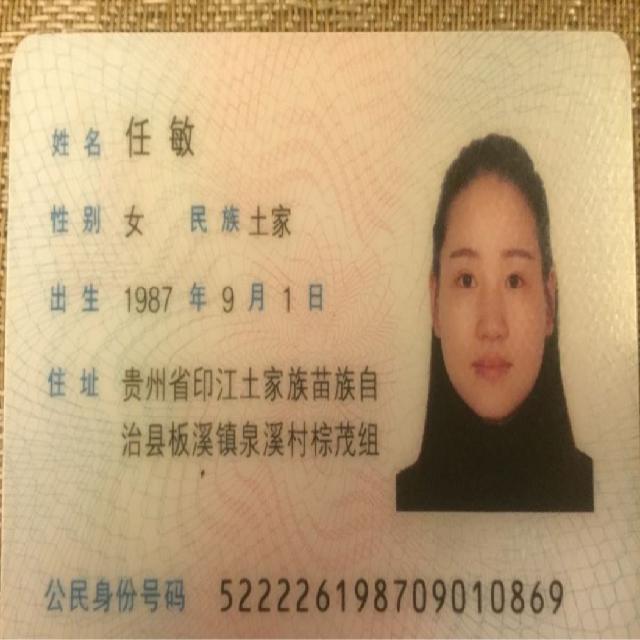 姓名 任敏
性别 女 民族 土家
出生 1987 年 9 月 1 日
住址 贵州省印江土家族苗族自
治县板溪镇泉溪村棕茂组
公民身份号码 522226198709010869